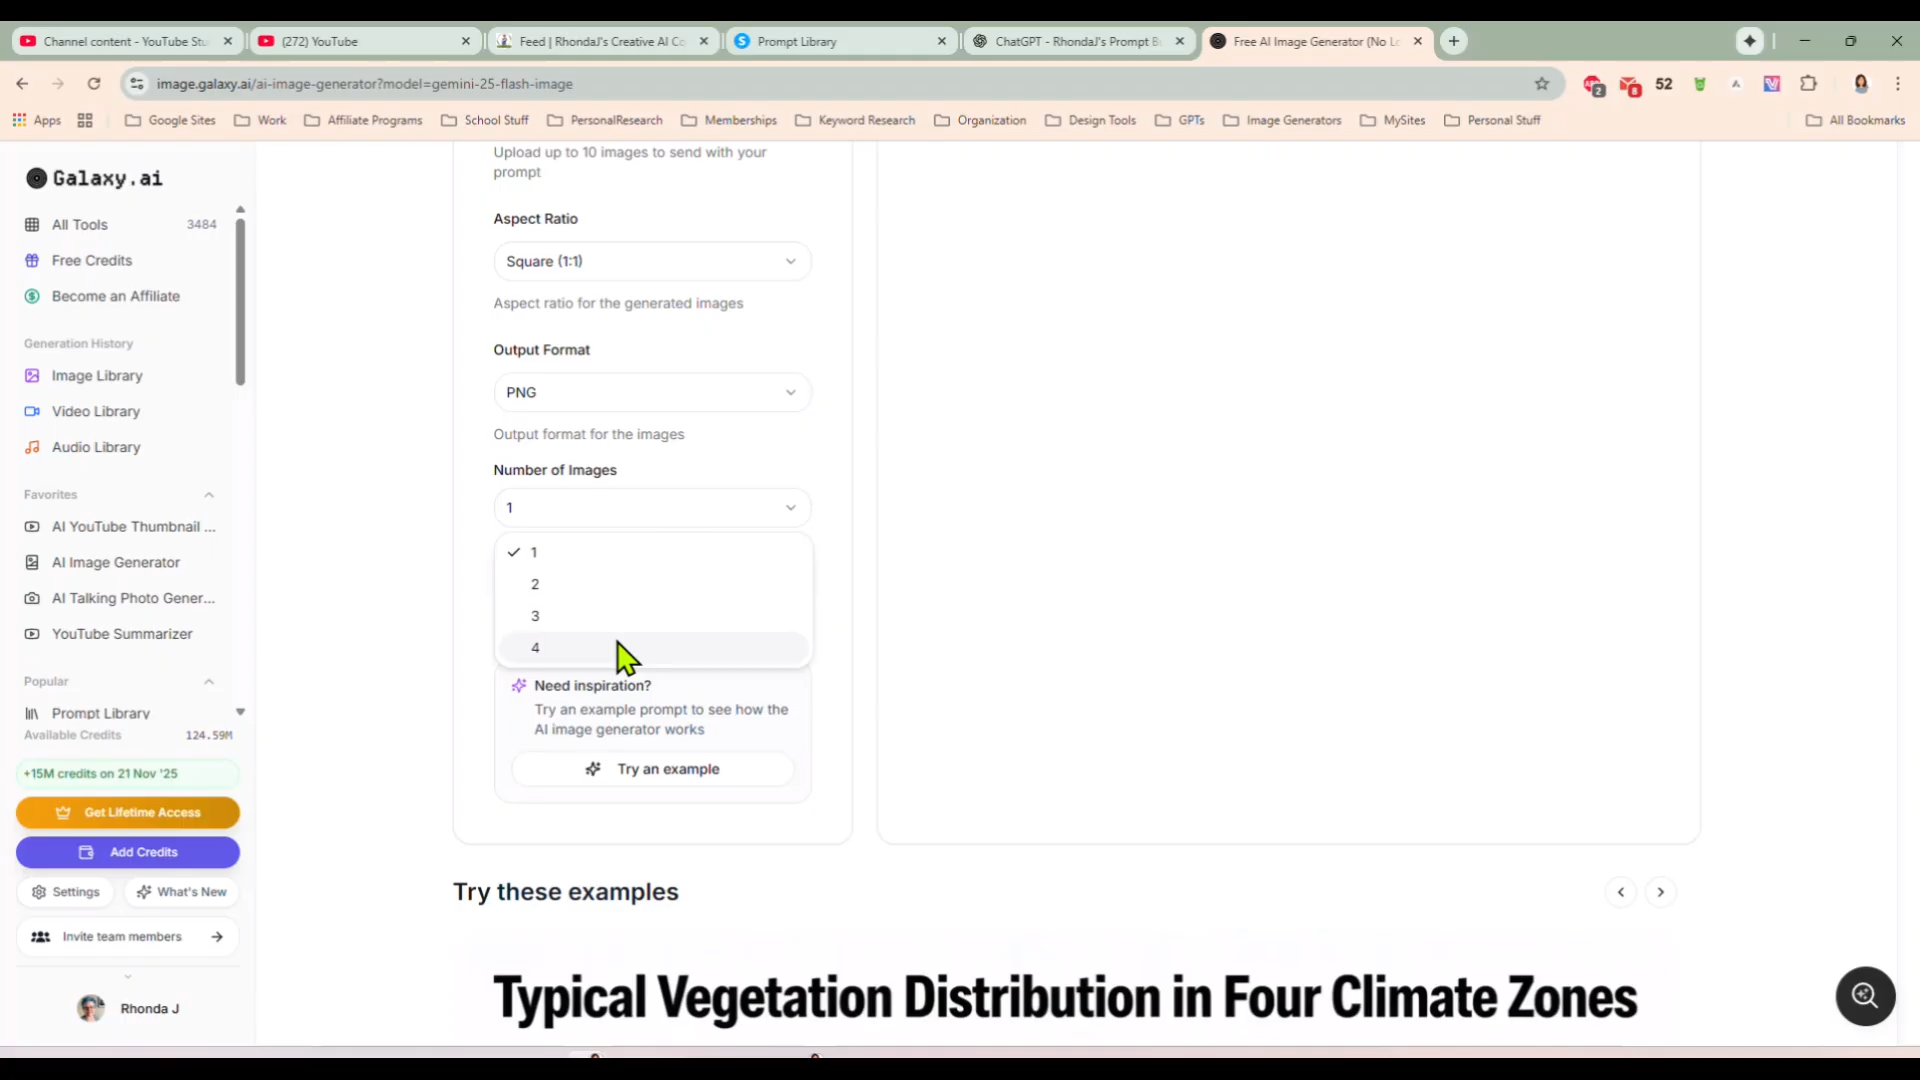 Channel content - YouTube Stu
(272) YouTube
Feed | RhondaJ's Creative AI Co
Prompt Library
ChatGPT - RhondaJ's Prompt B
Free AI Image Generator (No Lo
image.galaxy.ai/ai-image-generator?model=gemini-25-flash-image
2
8
52
Apps
Google Sites
Work
Affiliate Programs
School Stuff
PersonalResearch
Memberships
Keyword Research
Organization
Design Tools
GPTs
Image Generators
MySites
Personal Stuff
All Bookmarks
Galaxy.ai
All Tools
3484
Free Credits
Become an Affiliate
Generation History
Image Library
Video Library
Audio Library
Favorites
AI YouTube Thumbnail ...
AI Image Generator
AI Talking Photo Gener...
YouTube Summarizer
Popular
Prompt Library
Available Credits
124.59M
+15M credits on 21 Nov '25
Get Lifetime Access
Add Credits
Settings
What's New
Invite team members
Rhonda J
Upload up to 10 images to send with your
prompt
Aspect Ratio
Square (1:1)
Aspect ratio for the generated images
Output Format
PNG
Output format for the images
Number of Images
1
1
2
3
4
Need inspiration?
Try an example prompt to see how the
AI image generator works
Try an example
Try these examples
Typical Vegetation Distribution in Four Climate Zones